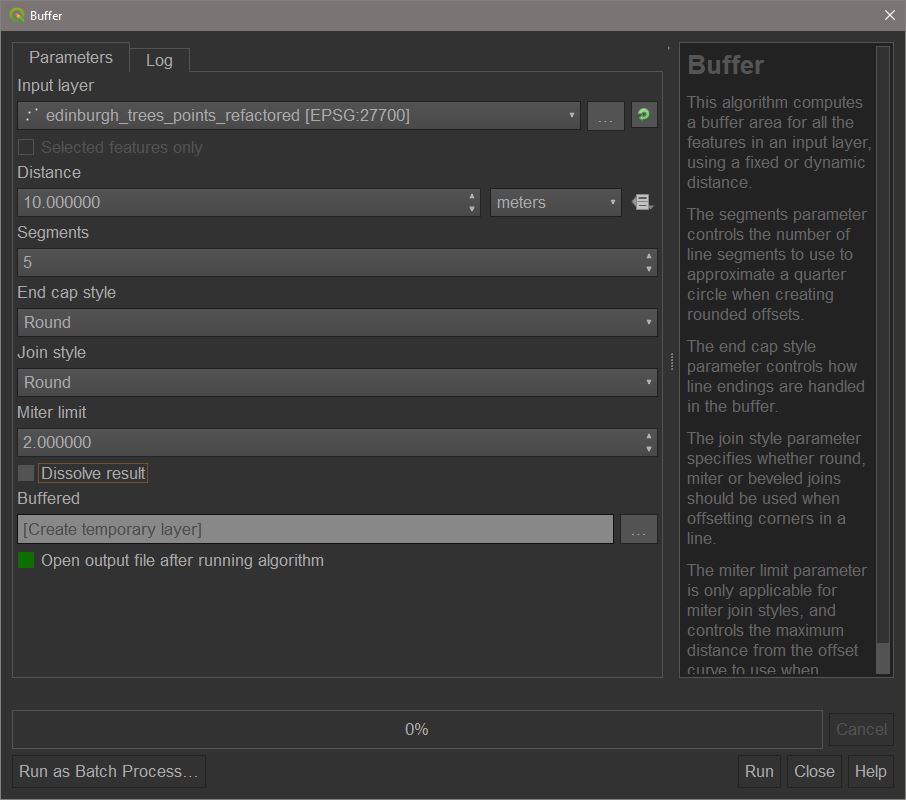 Buffer
Parameters
Log
Input layer
edinburgh_trees_points_refactored [EPSG:27700]
...
Selected features only
Distance
10.000000
meters
Segments
5
End cap style
Round
Join style
Round
Miter limit
2.000000
Dissolve result
Buffered
[Create temporary layer]
...
Open output file after running algorithm
Buffer
This algorithm computes
a buffer area for all the
features in an input layer,
using a fixed or dynamic
distance.
The segments parameter
controls the number of
line segments to use to
approximate a quarter
circle when creating
rounded offsets.
The end cap style
parameter controls how
line endings are handled
in the buffer.
The join style parameter
specifies whether round,
miter or beveled joins
should be used when
offsetting corners in a
line.
The miter limit parameter
is only applicable for
miter join styles, and
controls the maximum
distance from the offset
curve to use when
0%
Cancel
Run as Batch Process...
Run
Close
Help